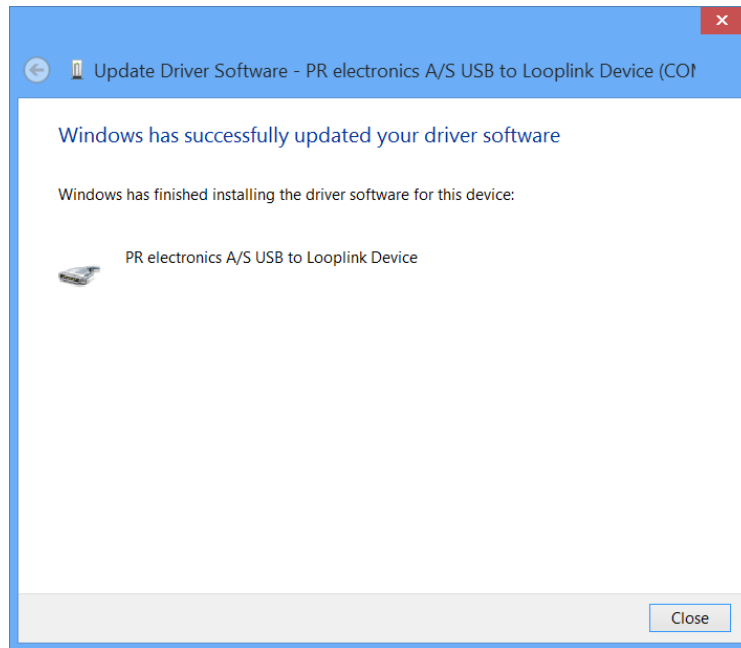 Update Driver Software - PR electronics A/S USB to Looplink Device (COM
Windows has successfully updated your driver software
Windows has finished installing the driver software for this device:
PR electronics A/S USB to Looplink Device
Close